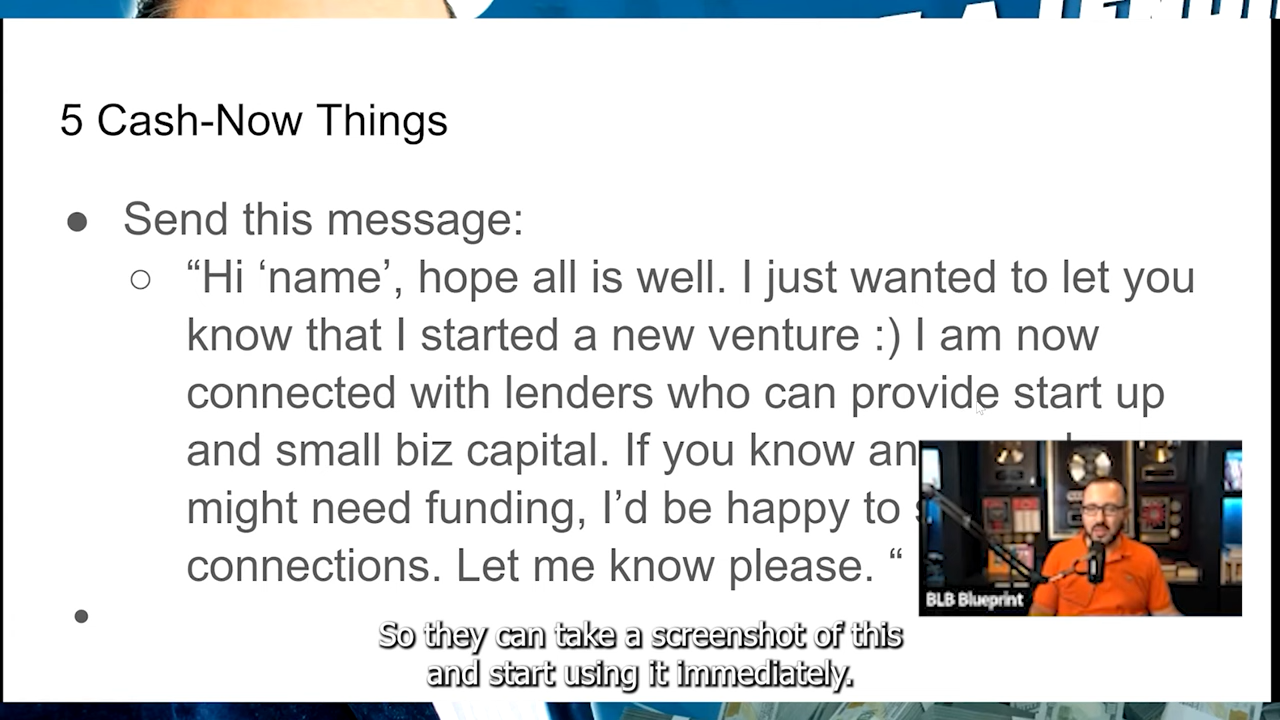 5 Cash-Now Things
● Send this message:
○ “Hi ‘name’, hope all is well. I just wanted to let you
know that I started a new venture :) I am now
connected with lenders who can provide start up
and small biz capital. If you know
might need funding, I’d be happy to
connections. Let me know please. “
●
BLB Blueprint
So they can take a screenshot of this
and start using it immediately.